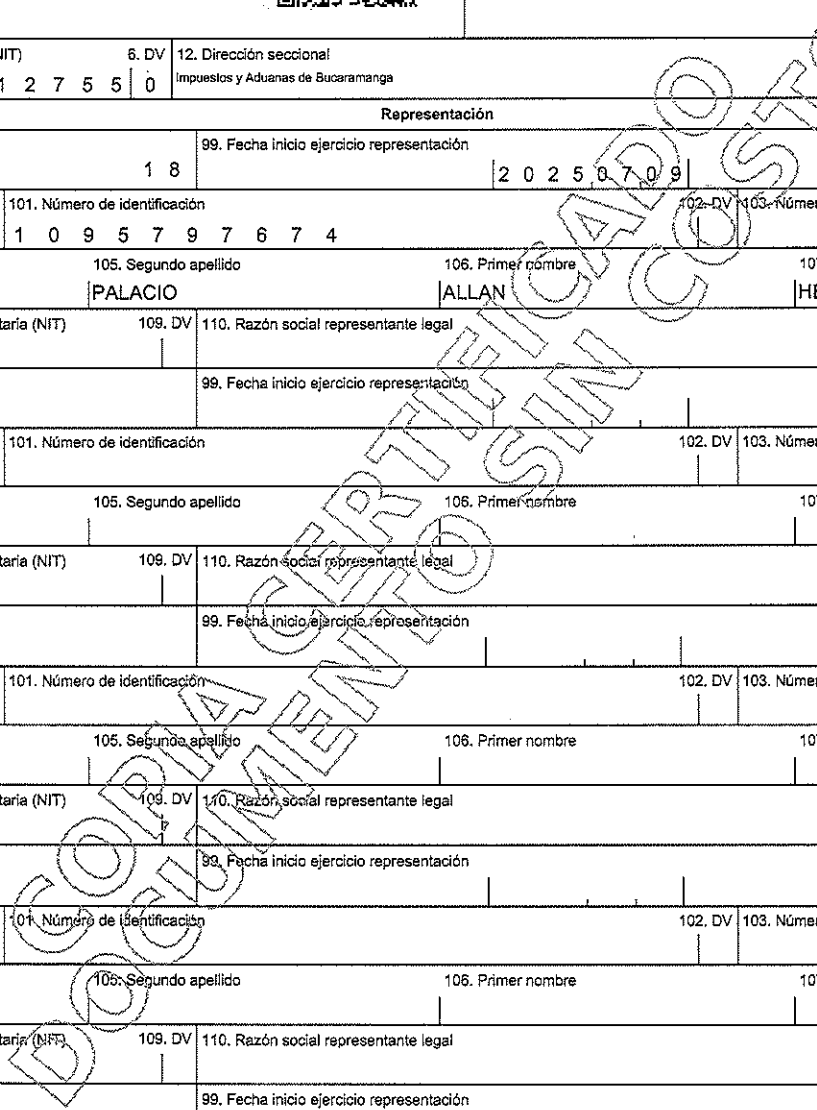 NIT) 6. DV 12. Dirección seccional
1 2 7 5 5 0 Impuestos y Aduanas de Bucaramanga
Representación
99. Fecha inicio ejercicio representación
1 8 2 0 2 5 0 7 0 9
101. Número de identificación 102. DV 103. Númer
1 0 9 5 7 9 7 6 7 4
105. Segundo apellido 106. Primer nombre 10
PALACIO ALLAN HE
taria (NIT) 109. DV 110. Razón social representante legal
99. Fecha inicio ejercicio representación
101. Número de identificación 102. DV 103. Númer
105. Segundo apellido 106. Primer nombre 10
taria (NIT) 109. DV 110. Razón social representante legal
99. Fecha inicio ejercicio representación
101. Número de identificación 102. DV 103. Númer
105. Segundo apellido 106. Primer nombre 10
taria (NIT) 109. DV 110. Razón social representante legal
99. Fecha inicio ejercicio representación
101. Número de identificación 102. DV 103. Númer
105. Segundo apellido 106. Primer nombre 10
taria (NIT) 109. DV 110. Razón social representante legal
99. Fecha inicio ejercicio representación
COPIA CERTIFICADO
DOCUMENTO SIN COSTO